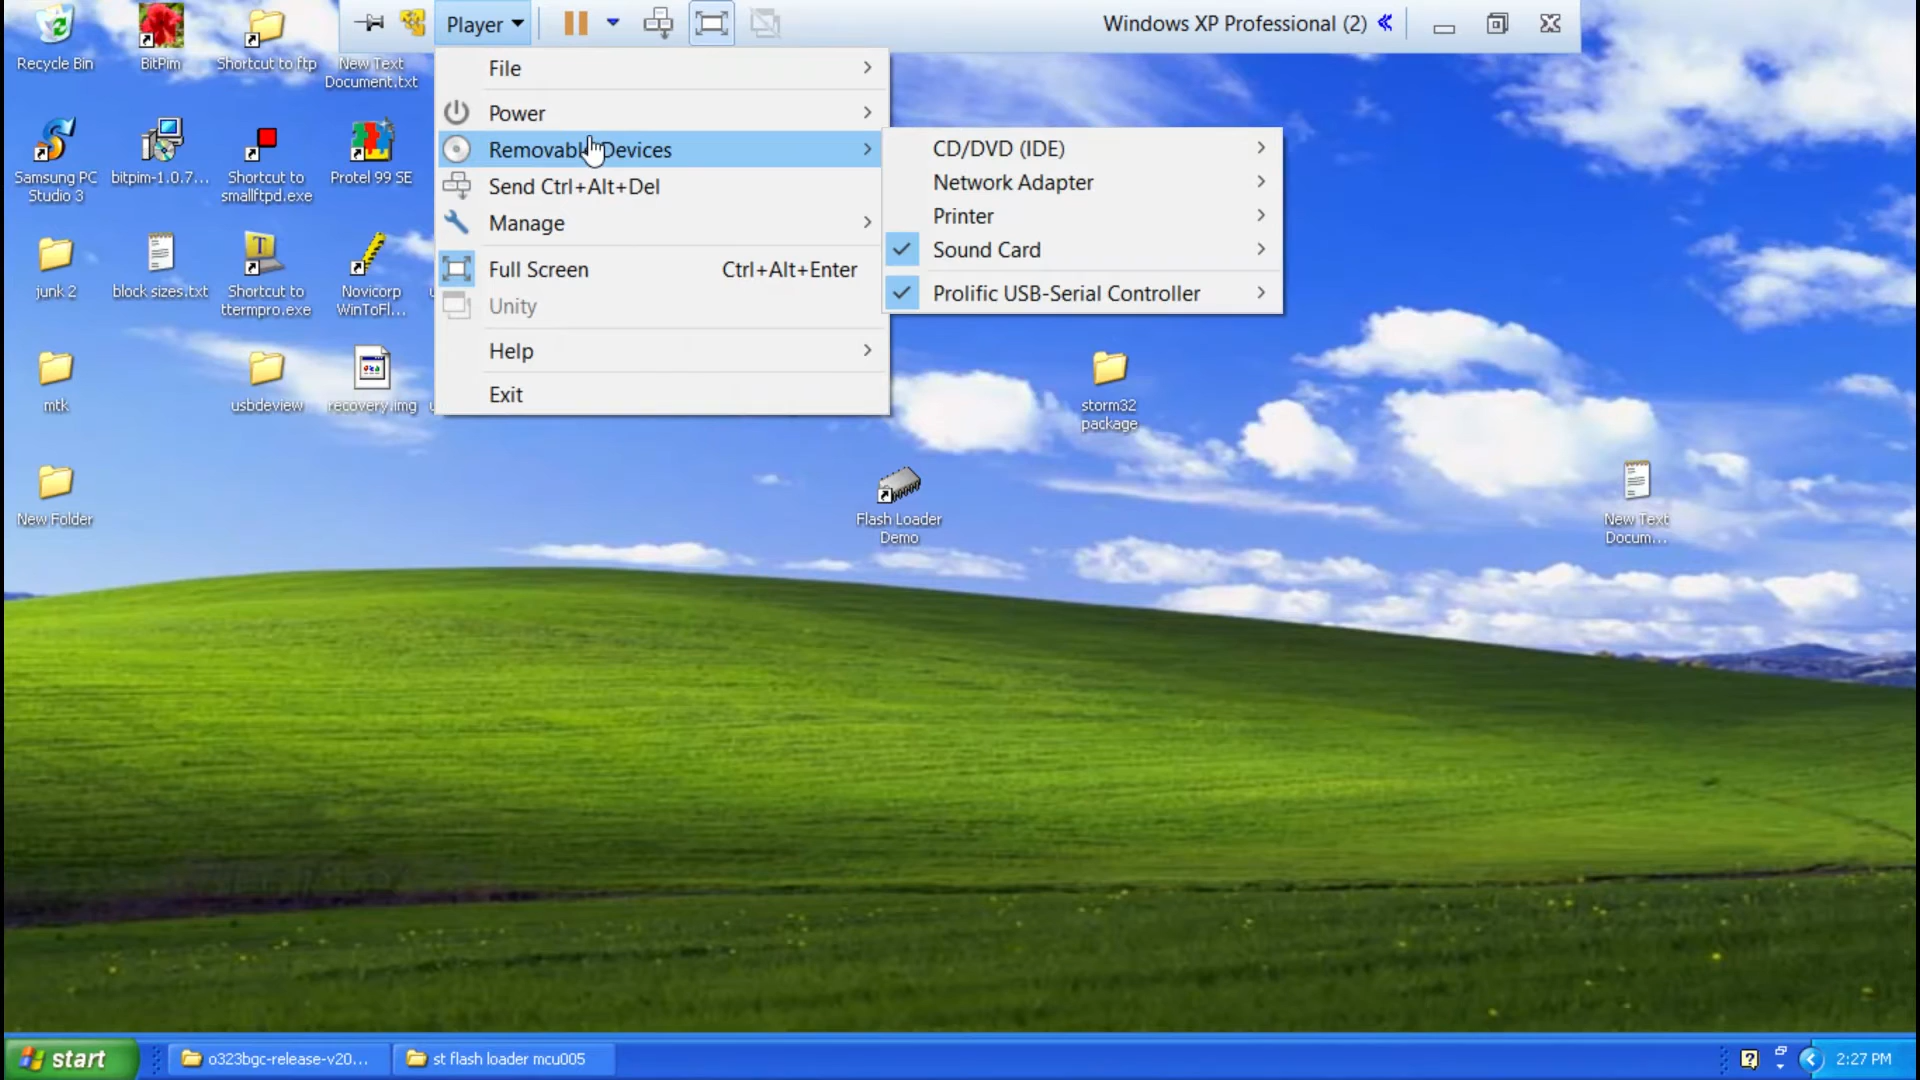 Player
Windows XP Professional (2)
Recycle Bin
BitPim
Shortcut to ftp
New Text
Document.txt
File
Power
Removab Devices
Send Ctrl+Alt+Del
Manage
Full Screen Ctrl+Alt+Enter
Unity
Help
Exit
CD/DVD (IDE)
Network Adapter
Printer
Sound Card
Prolific USB-Serial Controller
Samsung PC
Studio 3
bitpim-1.0.7...
Shortcut to
smallftpd.exe
Protel 99 SE
junk 2
block sizes.txt
Shortcut to
ttermpro.exe
Novicorp
WinToFl...
mtk
usbdeview
recovery.img
storm32
package
New Folder
Flash Loader
Demo
New Text
Docum...
start
o323bgc-release-v20...
st flash loader mcu005
2:27 PM